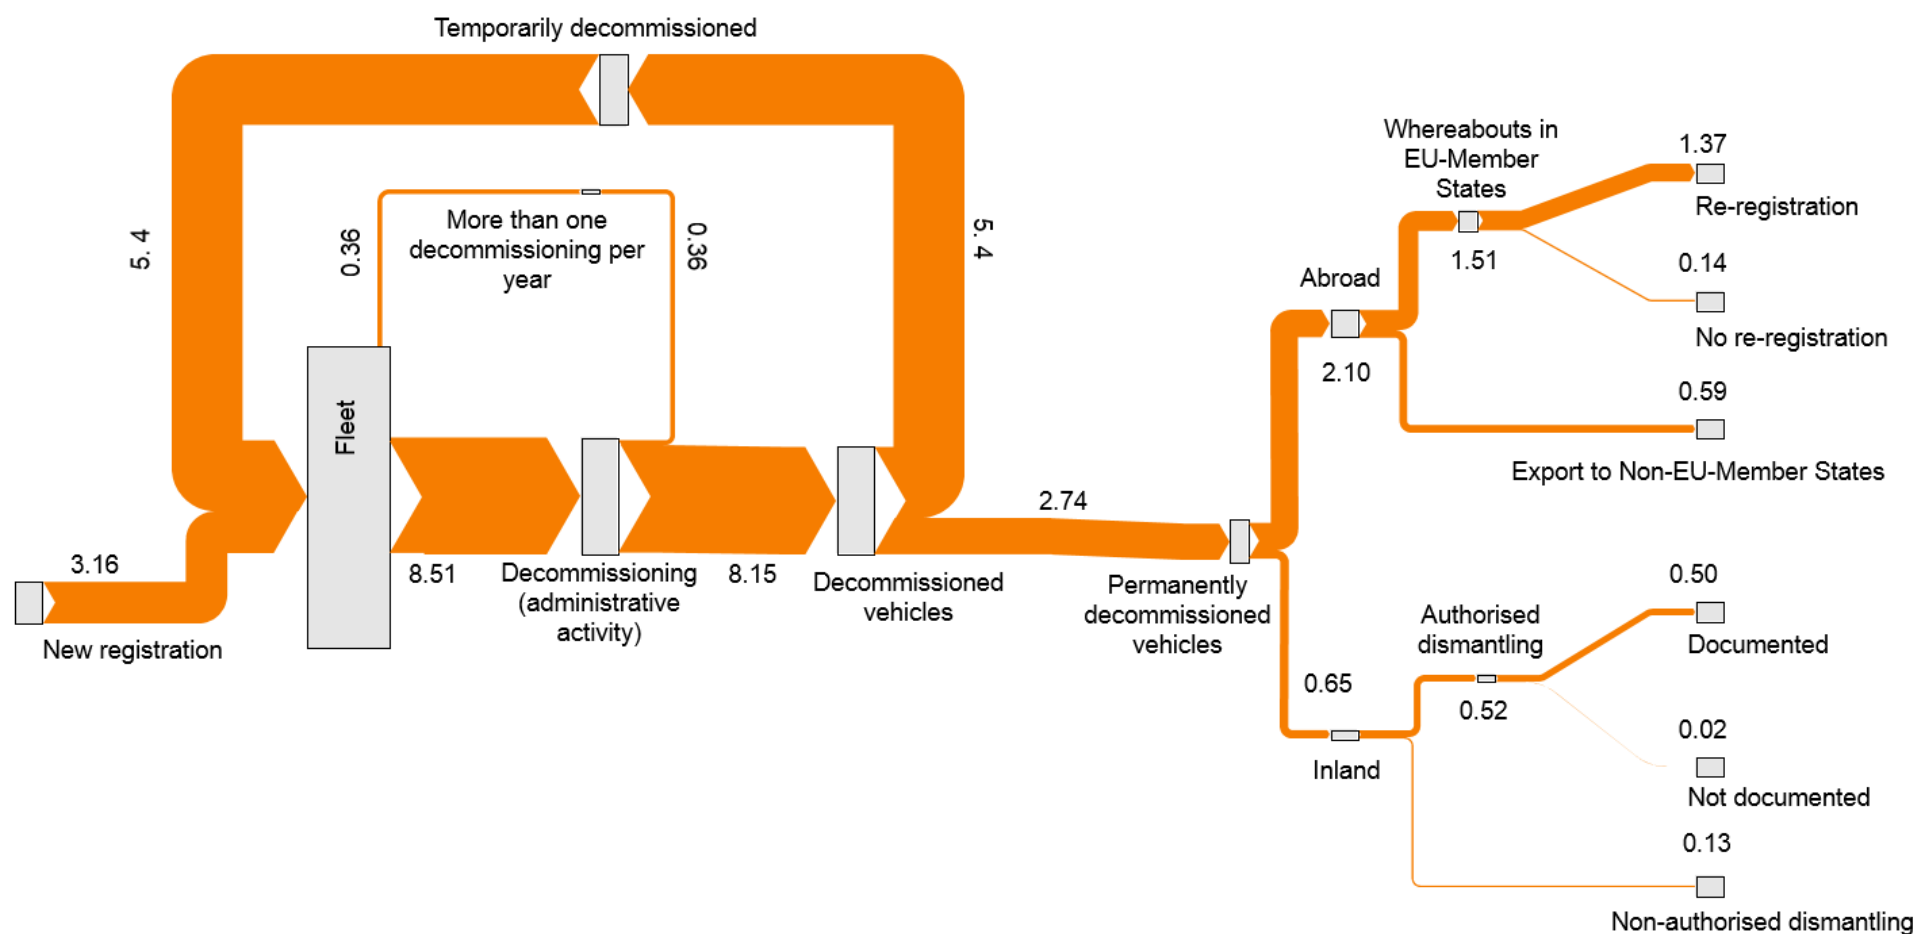 Temporarily decommissioned
5. 4
0.36
More than one
decommissioning per
year
0.36
5. 4
Fleet
3.16
New registration
8.51
Decommissioning
(administrative
activity)
8.15
Decommissioned
vehicles
2.74
Permanently
decommissioned
vehicles
Abroad
2.10
Whereabouts in
EU-Member
States
1.51
1.37
Re-registration
0.14
No re-registration
0.59
Export to Non-EU-Member States
0.65
Inland
Authorised
dismantling
0.52
0.50
Documented
0.02
Not documented
0.13
Non-authorised dismantling